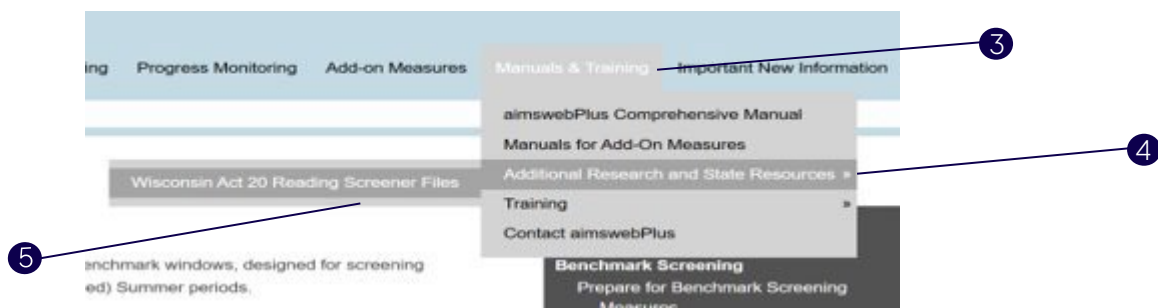 3
ing Progress Monitoring Add-on Measures Manuals & Training Important New Information
aimswebPlus Comprehensive Manual
Manuals for Add-On Measures
Wisconsin Act 20 Reading Screener Files
Additional Research and State Resources »
4
Training »
Contact aimswebPlus
5
enchmark windows, designed for screening
ed) Summer periods.
Benchmark Screening
Prepare for Benchmark Screening
Measures